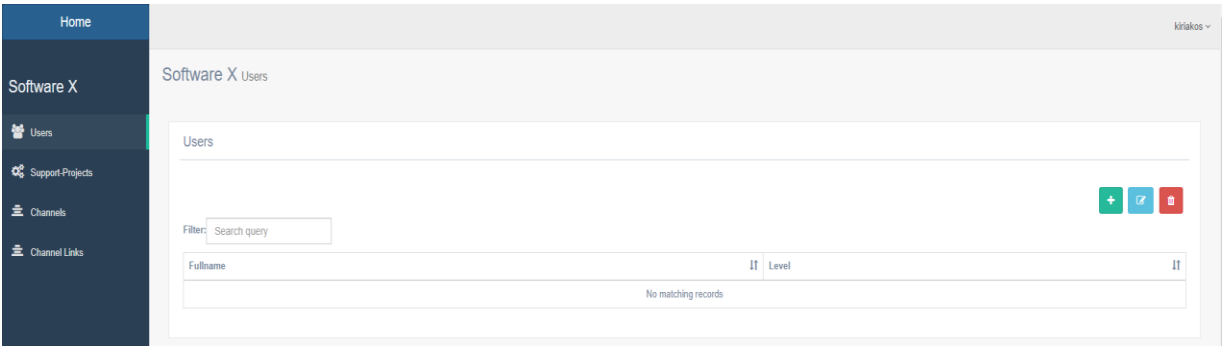 Home
kiriakos
Software X
Software X Users
Users
Support-Projects
Channels
Channel Links
Users
Filter: Search query
Fullname Level
No matching records